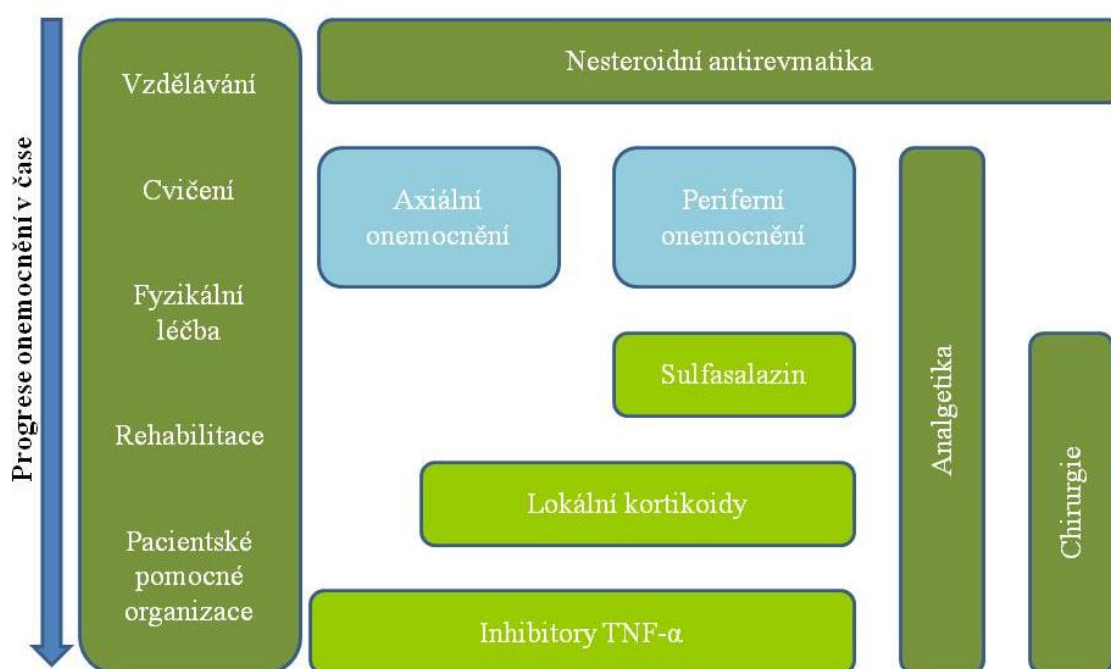 Progrese onemocnění v čase
Vzdělávání
Cvičení
Fyzikální
léčba
Rehabilitace
Pacientské
pomocné
organizace
Nesteroidní antirevmatika
Axiální
onemocnění
Periferní
onemocnění
Sulfasalazin
Lokální kortikoidy
Inhibitory TNF-α
Analgetika
Chirurgie